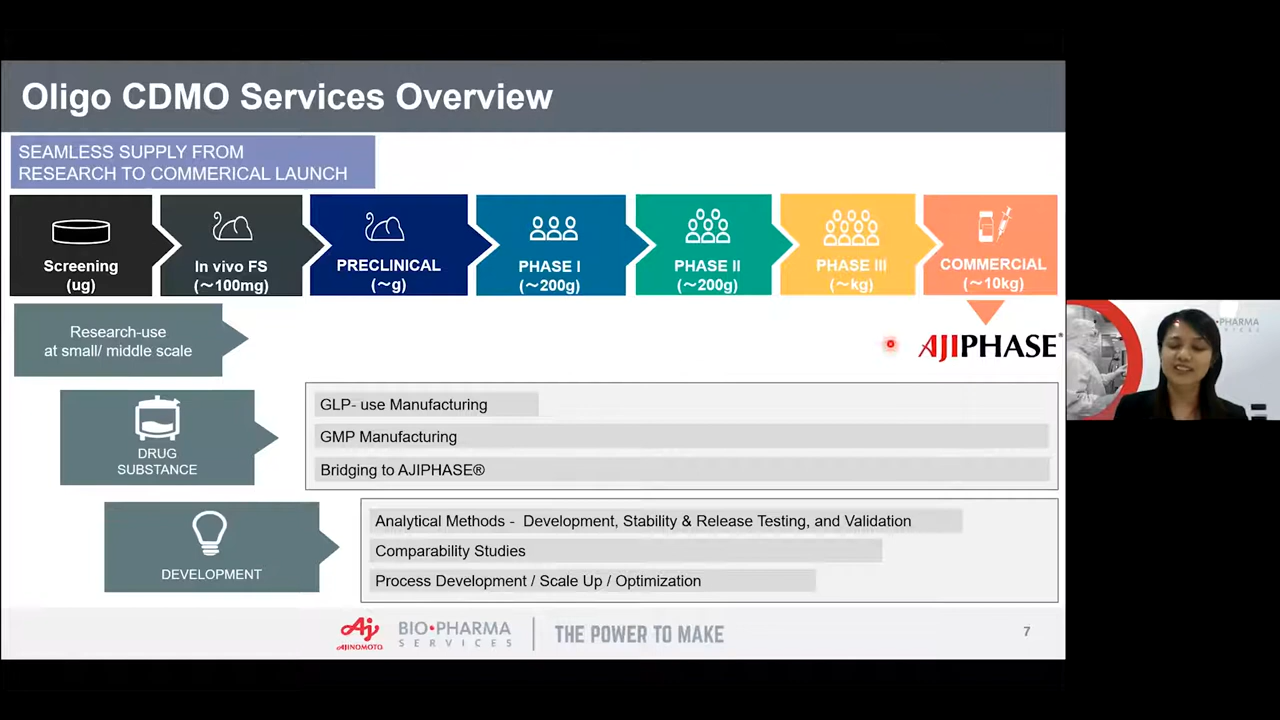 Oligo CDMO Services Overview
SEAMLESS SUPPLY FROM
RESEARCH TO COMMERICAL LAUNCH
Screening
(ug)
In vivo FS
(～100mg)
PRECLINICAL
(～g)
PHASE I
(～200g)
PHASE II
(～200g)
PHASE III
(～kg)
COMMERCIAL
(～10kg)
Research-use
at small/ middle scale
AJIPHASE®
DRUG
SUBSTANCE
GLP- use Manufacturing
GMP Manufacturing
Bridging to AJIPHASE®
DEVELOPMENT
Analytical Methods - Development, Stability & Release Testing, and Validation
Comparability Studies
Process Development / Scale Up / Optimization
Aj
AJINOMOTO
BIO•PHARMA
SERVICES
THE POWER TO MAKE
7
PHARMA